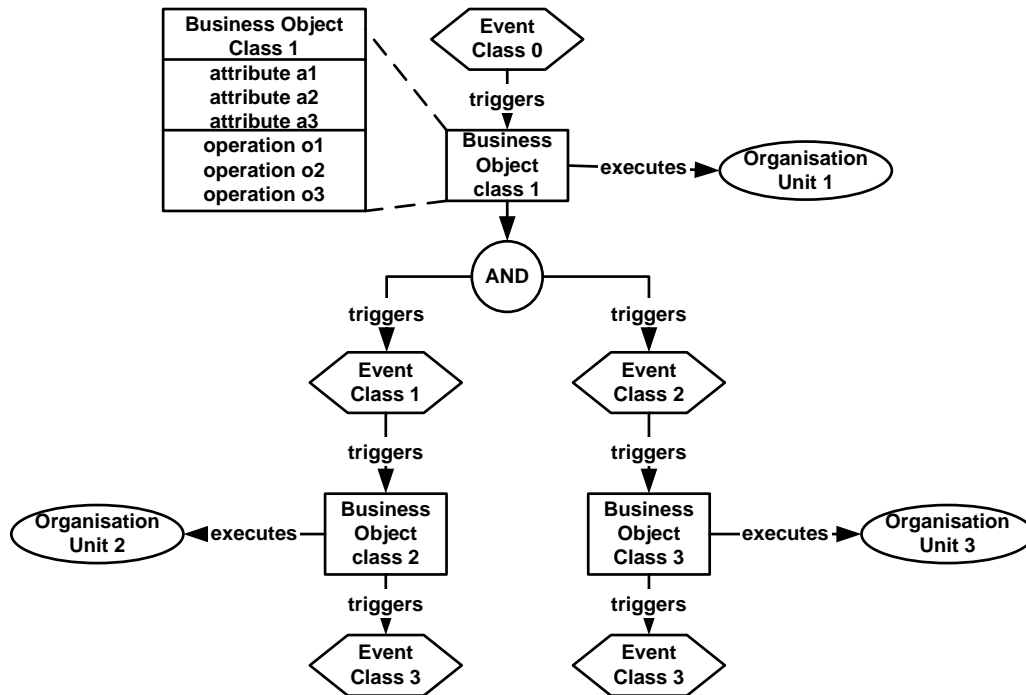 Business Object
Class 1
attribute a1
attribute a2
attribute a3
operation o1
operation o2
operation o3
Event
Class 0
triggers
Business
Object
class 1
executes
Organisation
Unit 1
AND
triggers
triggers
Event
Class 1
Event
Class 2
triggers
triggers
Organisation
Unit 2
executes
Business
Object
class 2
Business
Object
Class 3
executes
Organisation
Unit 3
triggers
triggers
Event
Class 3
Event
Class 3